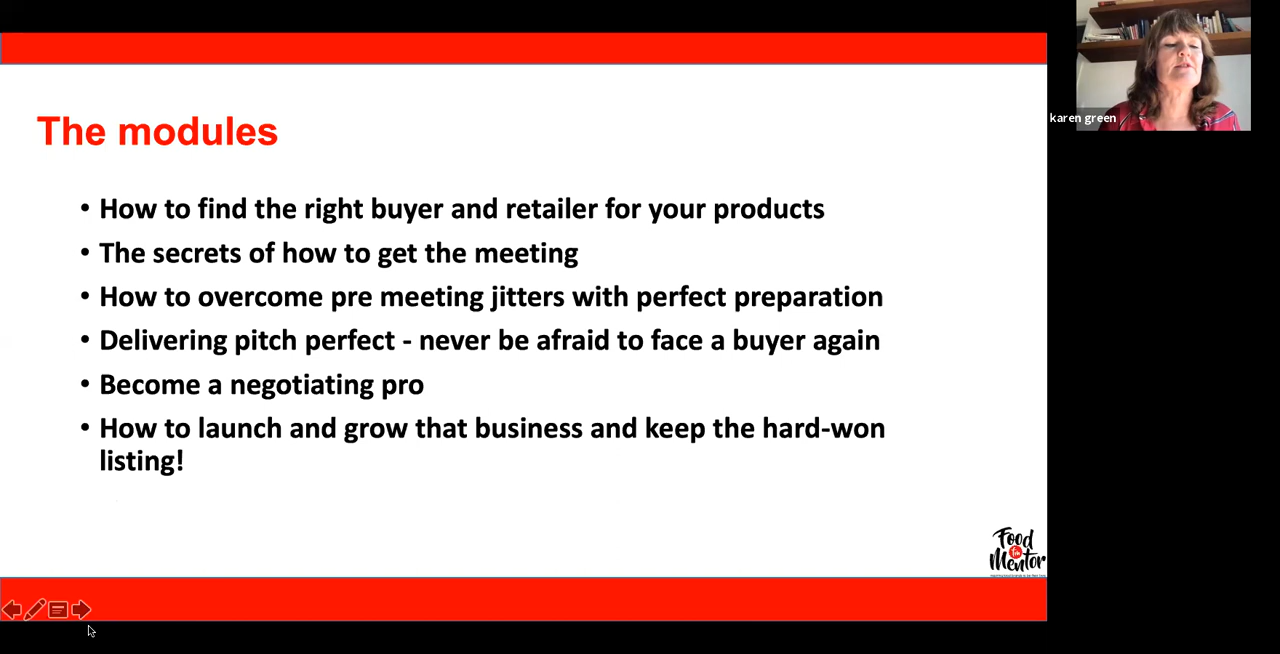 The modules
• How to find the right buyer and retailer for your products
• The secrets of how to get the meeting
• How to overcome pre meeting jitters with perfect preparation
• Delivering pitch perfect - never be afraid to face a buyer again
• Become a negotiating pro
• How to launch and grow that business and keep the hard-won
listing!
karen green
Food
Mentor